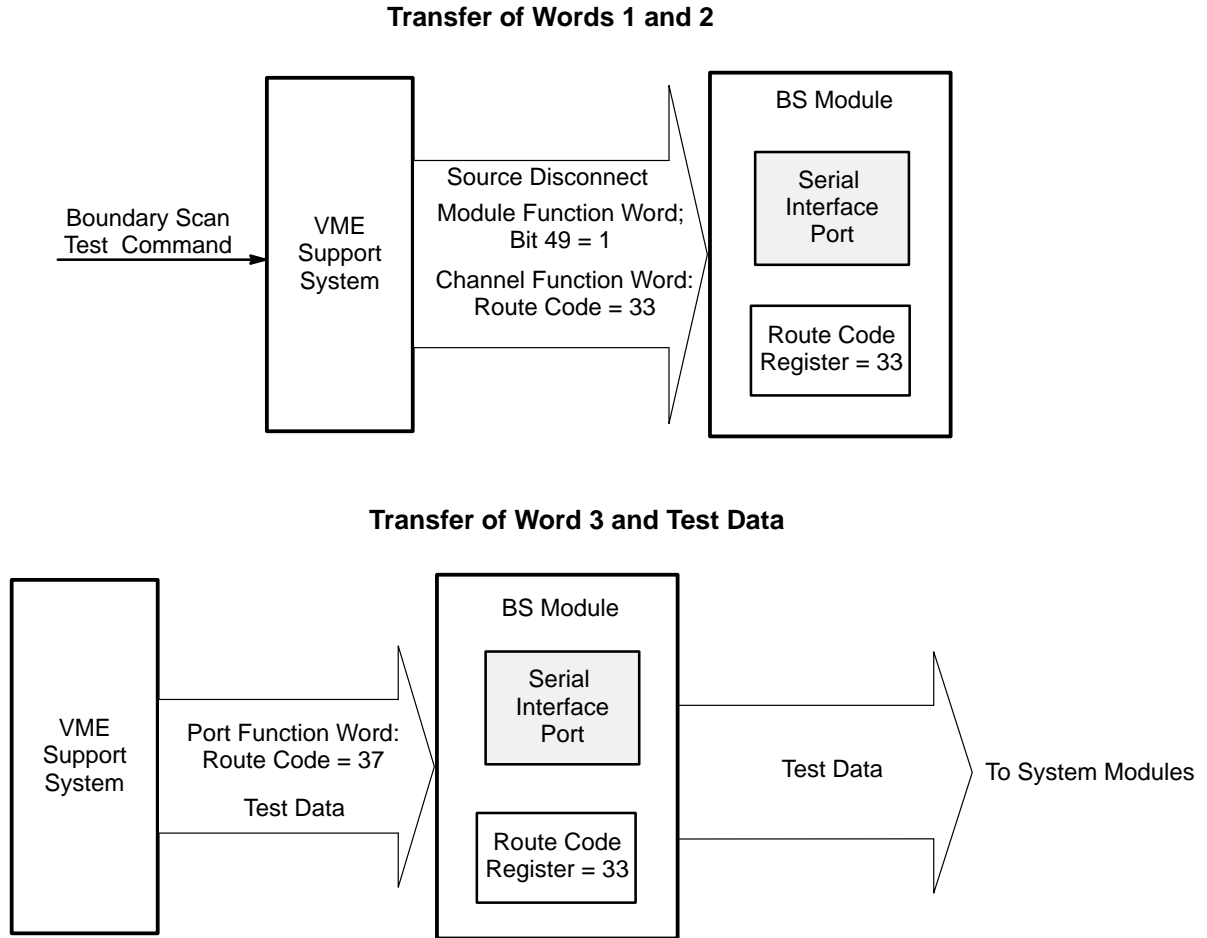 Transfer of Words 1 and 2
Boundary Scan
Test Command
VME
Support
System
Source Disconnect
Module Function Word;
Bit 49 = 1
Channel Function Word:
Route Code = 33
BS Module
Serial
Interface
Port
Route Code
Register = 33
Transfer of Word 3 and Test Data
VME
Support
System
Port Function Word:
Route Code = 37
Test Data
BS Module
Serial
Interface
Port
Route Code
Register = 33
Test Data
To System Modules